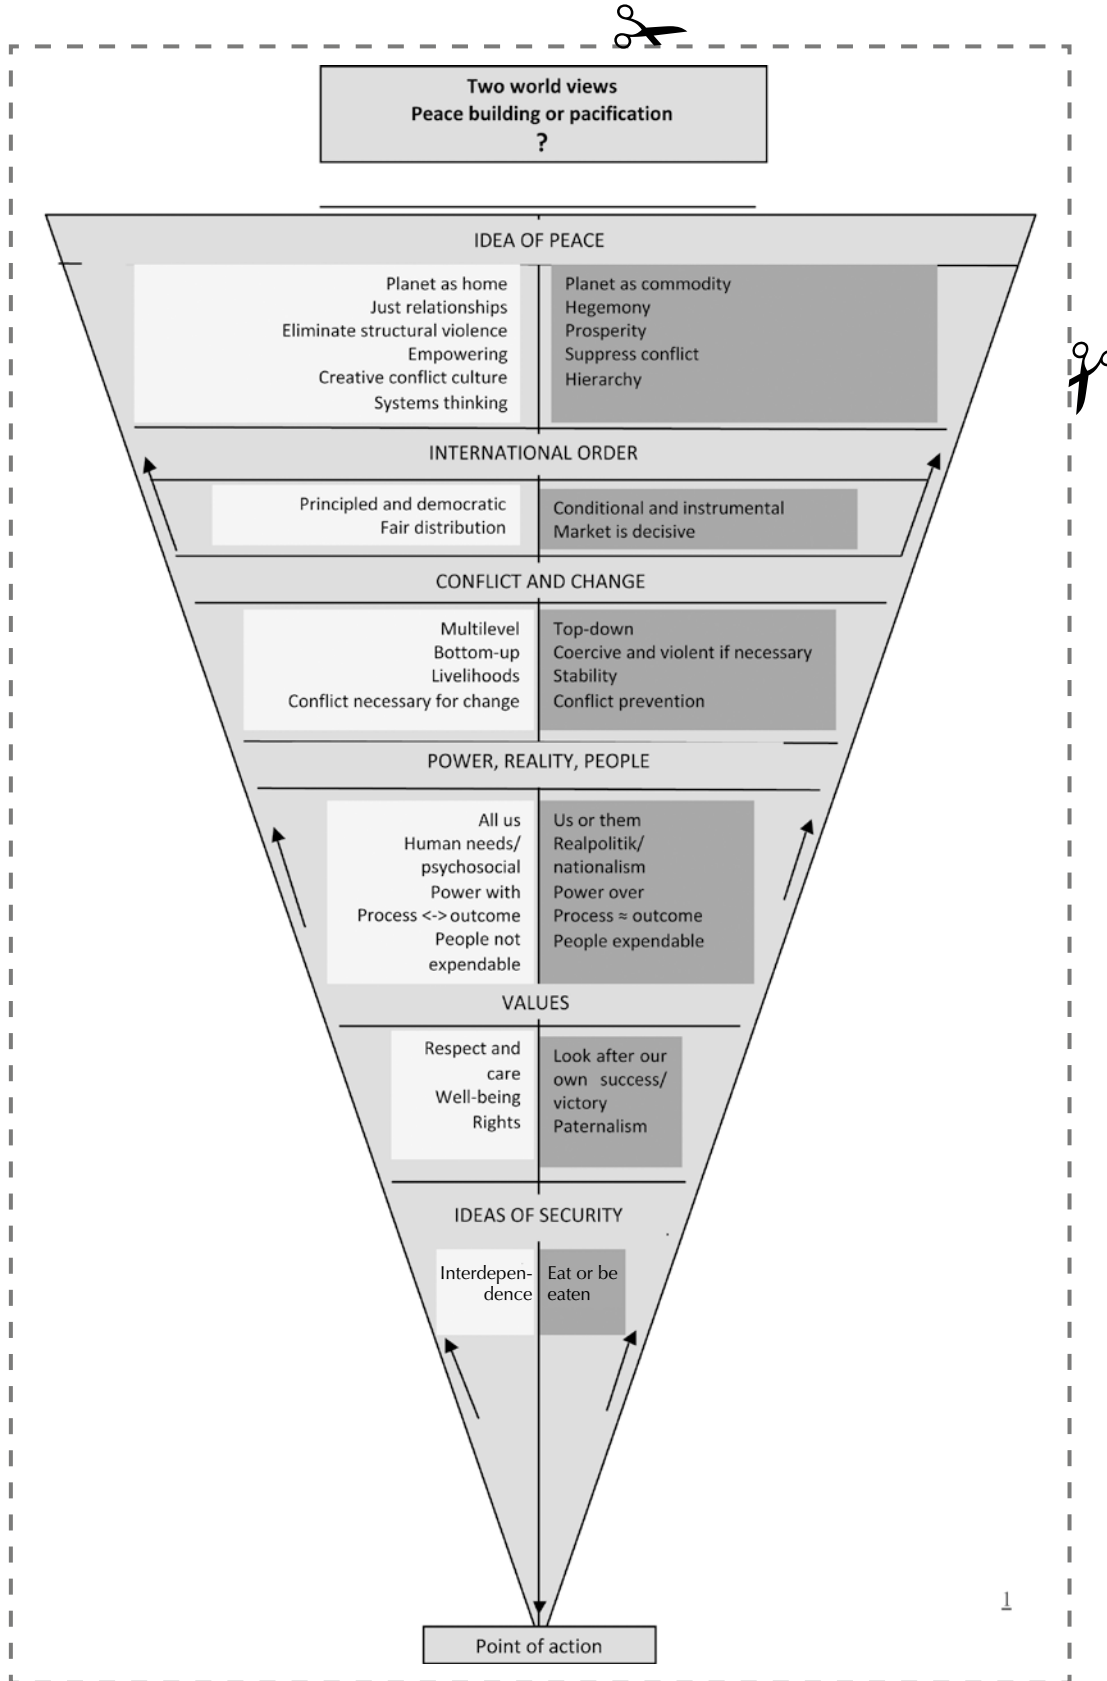 Two world views
Peace building or pacification
?
IDEA OF PEACE
Planet as home
Just relationships
Eliminate structural violence
Empowering
Creative conflict culture
Systems thinking
Planet as commodity
Hegemony
Prosperity
Suppress conflict
Hierarchy
INTERNATIONAL ORDER
Principled and democratic
Fair distribution
Conditional and instrumental
Market is decisive
CONFLICT AND CHANGE
Multilevel
Bottom-up
Livelihoods
Conflict necessary for change
Top-down
Coercive and violent if necessary
Stability
Conflict prevention
POWER, REALITY, PEOPLE
All us
Human needs/
psychosocial
Power with
Process <-> outcome
People not
expendable
Us or them
Realpolitik/
nationalism
Power over
Process ≈ outcome
People expendable
VALUES
Respect and
care
Well-being
Rights
Look after our
own success/
victory
Paternalism
IDEAS OF SECURITY
Interdepen-
dence
Eat or be
eaten
1
Point of action